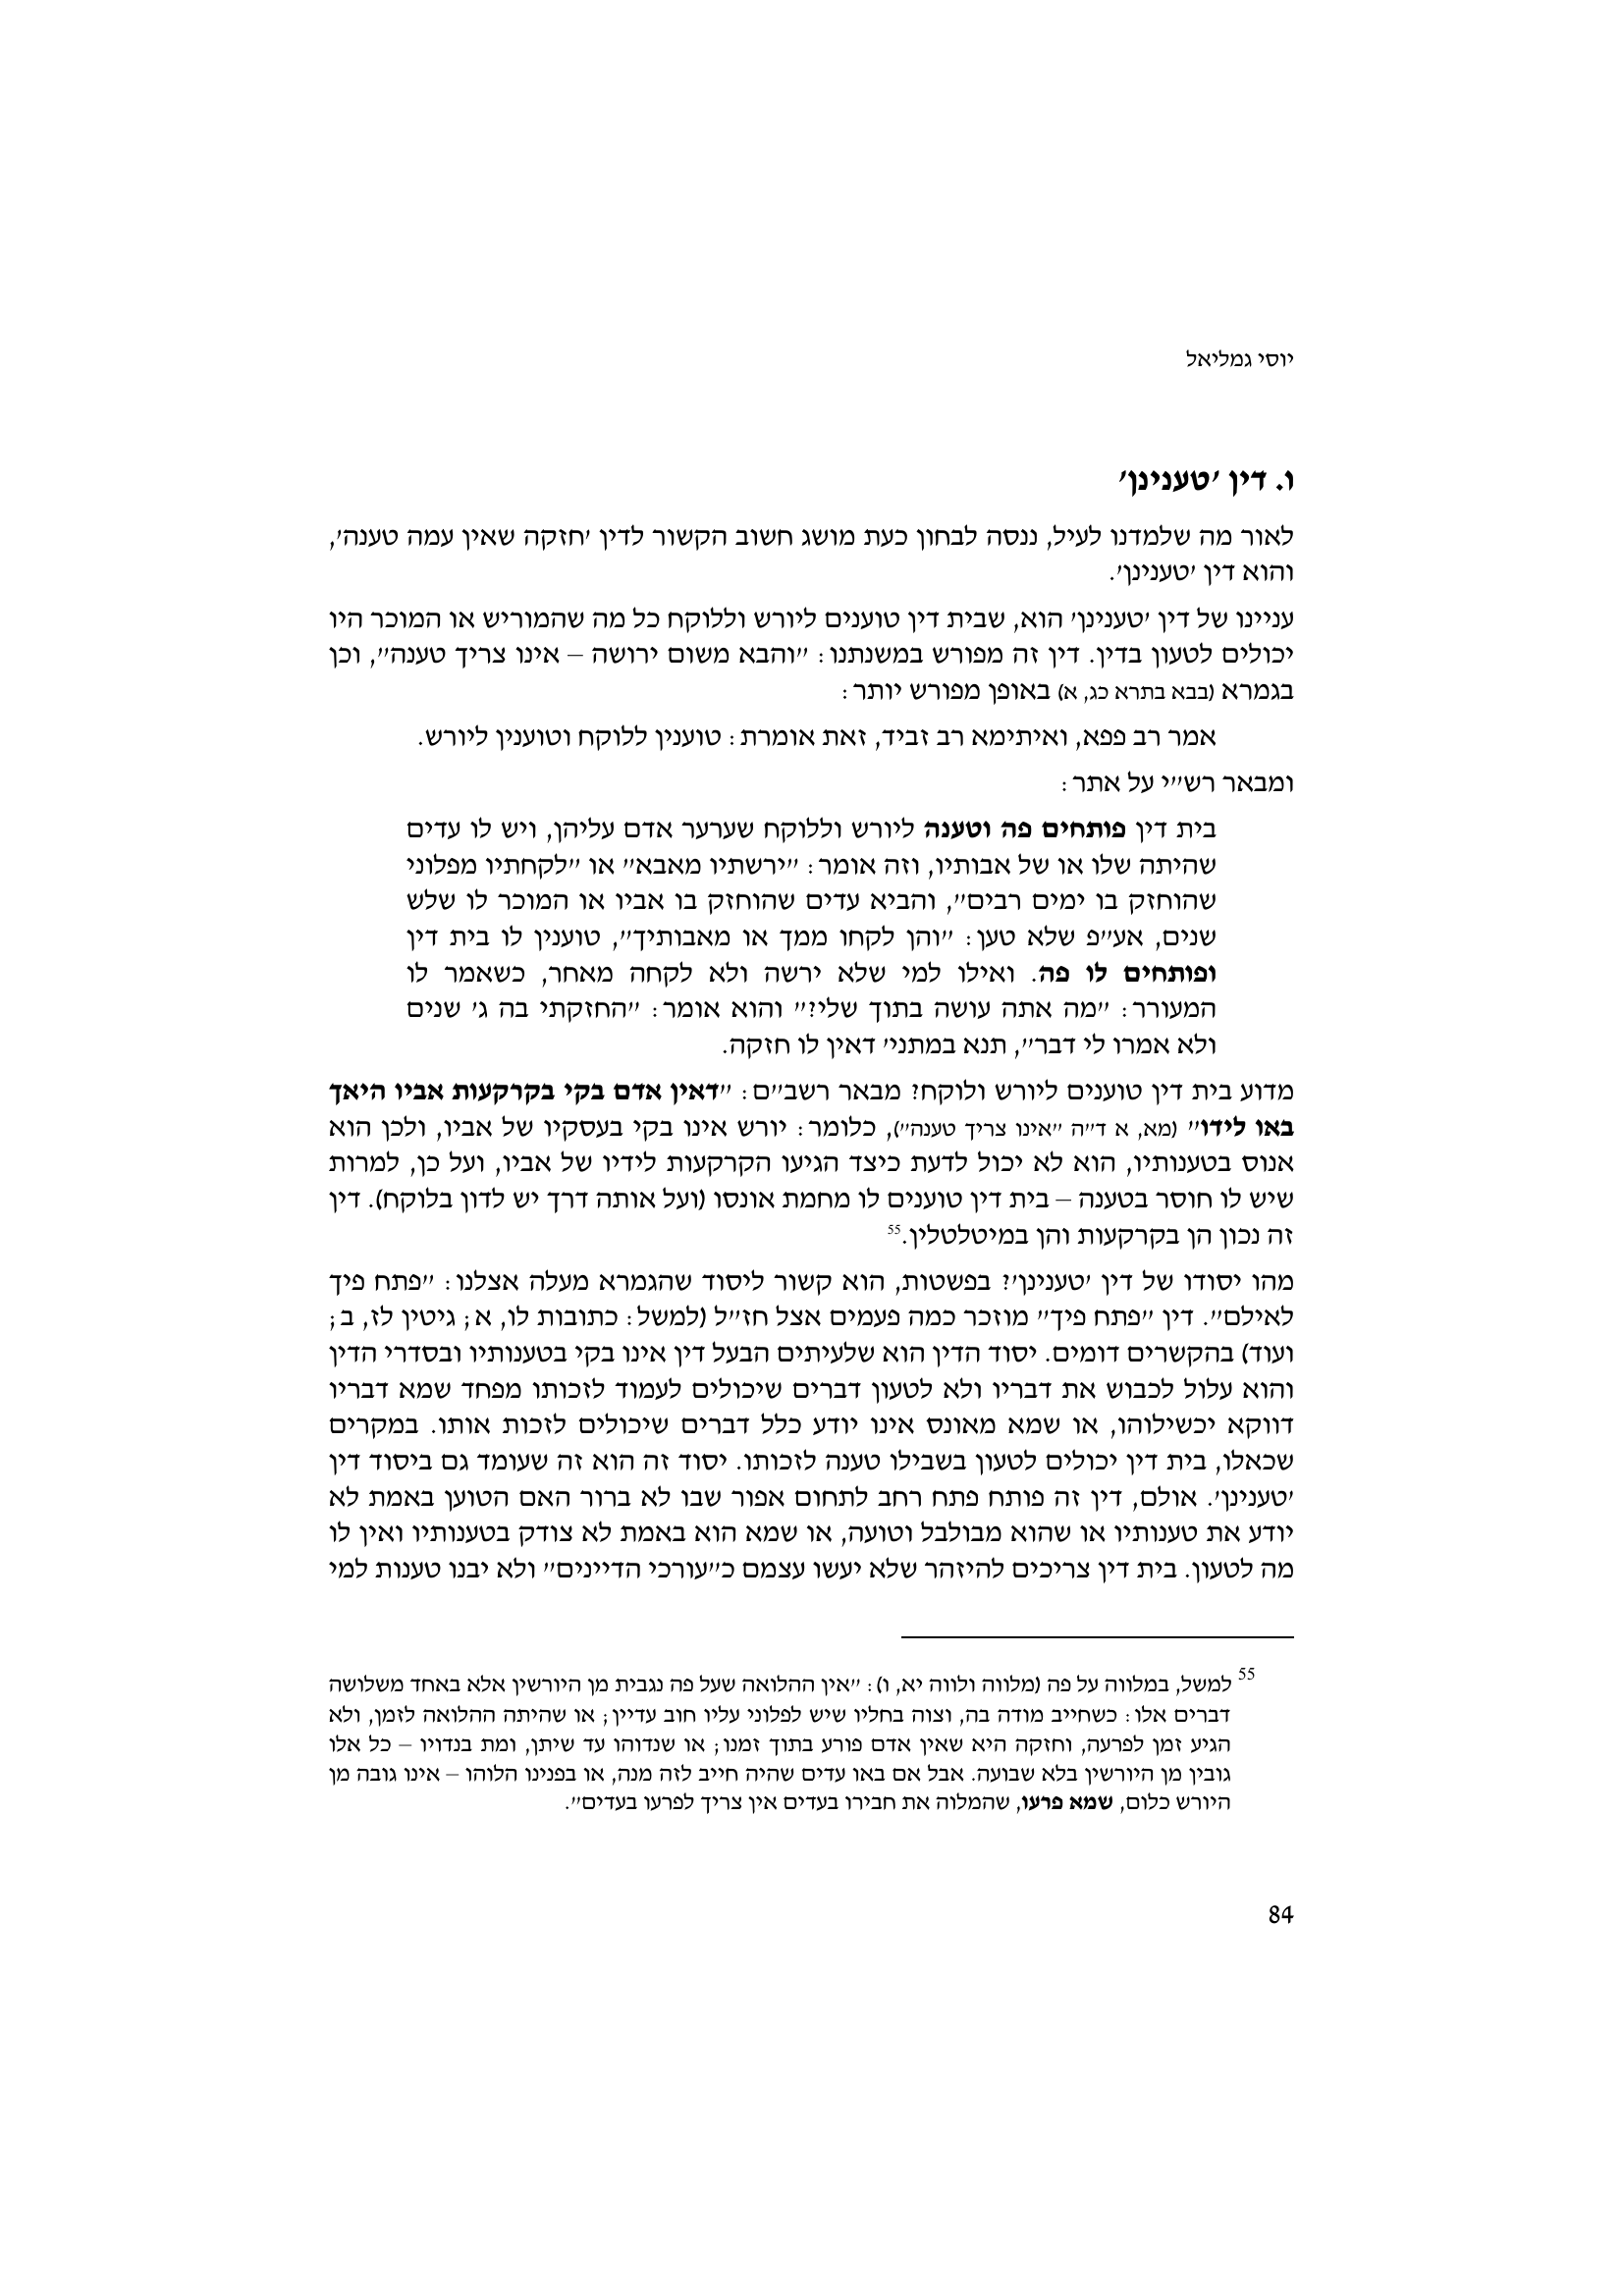 יוסי גמליאל
ו. דין 'טענינן'
לאור מה שלמדנו לעיל, ננסה לבחון כעת מושג חשוב הקשור לדין 'חזקה שאין עמה טענה',
והוא דין 'טענינן'.
עניינו של דין 'טענינן' הוא, שבית דין טוענים ליורש וללוקח כל מה שהמוריש או המוכר היו
יכולים לטעון בדין. דין זה מפורש במשנתנו: "והבא משום ירושה – אינו צריך טענה", וכן
בגמרא (בבא בתרא כג, א) באופן מפורש יותר:
אמר רב פפא, ואיתימא רב זביד, זאת אומרת: טוענין ללוקח וטוענין ליורש.
ומבאר רש"י על אתר:
בית דין פותחים פה וטענה ליורש וללוקח שערער אדם עליהן, ויש לו עדים
שהיתה שלו או של אבותיו, וזה אומר: "ירשתיו מאבא" או "לקחתיו מפלוני
שהוחזק בו ימים רבים", והביא עדים שהוחזק בו אביו או המוכר לו שלש
שנים, אע"פ שלא טען: "והן לקחו ממך או מאבותיך", טוענין לו בית דין
ופותחים לו פה. ואילו למי שלא ירשה ולא לקחה מאחר, כשאמר לו
המעורר: "מה אתה עושה בתוך שלי?" והוא אומר: "החזקתי בה ג' שנים
ולא אמרו לי דבר", תנא במתני' דאין לו חזקה.
מדוע בית דין טוענים ליורש ולוקח? מבאר רשב"ם: "דאין אדם בקי בקרקעות אביו היאך
באו לידו" (מא, א ד"ה "אינו צריך טענה"), כלומר: יורש אינו בקי בעסקיו של אביו, ולכן הוא
אנוס בטענותיו, הוא לא יכול לדעת כיצד הגיעו הקרקעות לידיו של אביו, ועל כן, למרות
שיש לו חוסר בטענה – בית דין טוענים לו מחמת אונסו (ועל אותה דרך יש לדון בלוקח). דין
זה נכון הן בקרקעות והן במיטלטלין.55
מהו יסודו של דין 'טענינן'? בפשטות, הוא קשור ליסוד שהגמרא מעלה אצלנו: "פתח פיך
לאילם". דין "פתח פיך" מוזכר כמה פעמים אצל חז"ל (למשל: כתובות לו, א; גיטין לז, ב;
ועוד) בהקשרים דומים. יסוד הדין הוא שלעיתים הבעל דין אינו בקי בטענותיו ובסדרי הדין
והוא עלול לכבוש את דבריו ולא לטעון דברים שיכולים לעמוד לזכותו מפחד שמא דבריו
דווקא יכשילוהו, או שמא מאונס אינו יודע כלל דברים שיכולים לזכות אותו. במקרים
שכאלו, בית דין יכולים לטעון בשבילו טענה לזכותו. יסוד זה הוא זה שעומד גם ביסוד דין
'טענינן'. אולם, דין זה פותח פתח רחב לתחום אפור שבו לא ברור האם הטוען באמת לא
יודע את טענותיו או שהוא מבולבל וטועה, או שמא הוא באמת לא צודק בטענותיו ואין לו
מה לטעון. בית דין צריכים להיזהר שלא יעשו עצמם כ"עורכי הדיינים" ולא יבנו טענות למי
55 למשל, במלווה על פה (מלווה ולווה יא, ו): "אין ההלואה שעל פה נגבית מן היורשין אלא באחד משלושה
דברים אלו: כשחייב מודה בה, וצוה בחליו שיש לפלוני עליו חוב עדיין; או שהיתה ההלואה לזמן, ולא
הגיע זמן לפרעה, וחזקה היא שאין אדם פורע בתוך זמנו; או שנדוהו עד שיתן, ומת בנדויו – כל אלו
גובין מן היורשין בלא שבועה. אבל אם באו עדים שהיה חייב לזה מנה, או בפנינו הלוהו – אינו גובה מן
היורש כלום, שמא פרעו, שהמלוה את חבירו בעדים אין צריך לפרעו בעדים".
84